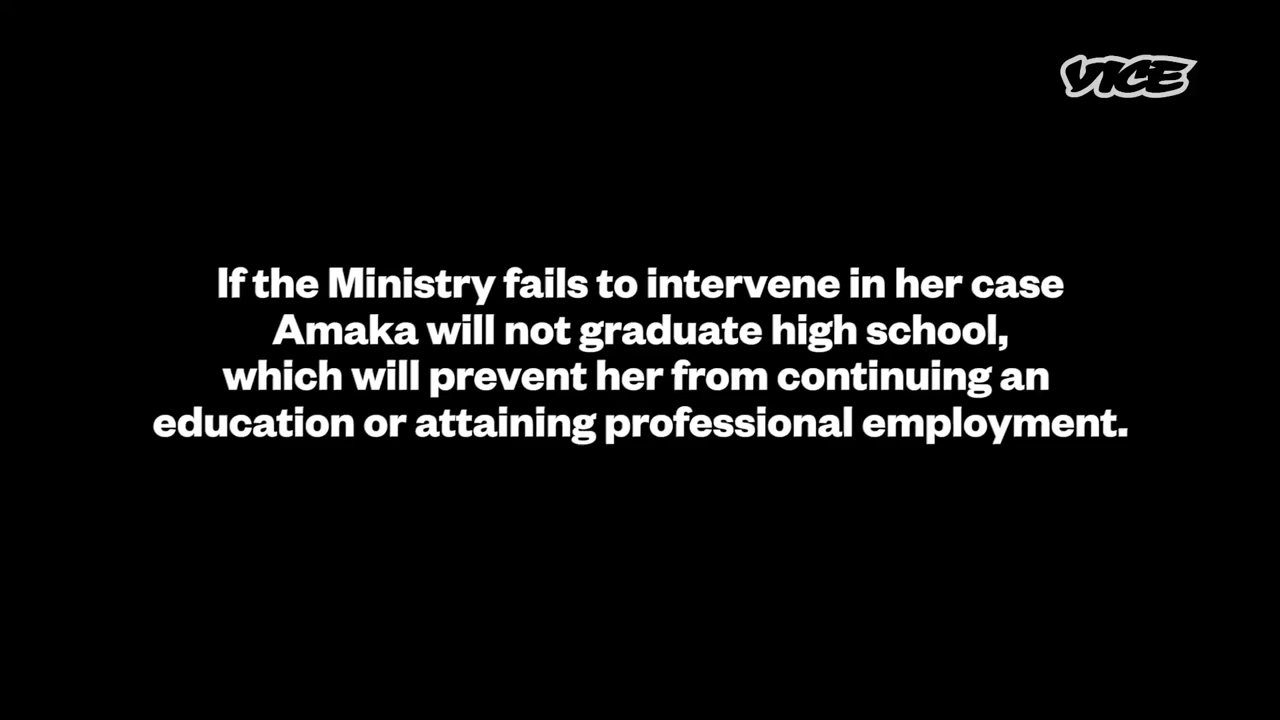 VICE
If the Ministry fails to intervene in her case
Amaka will not graduate high school,
which will prevent her from continuing an
education or attaining professional employment.